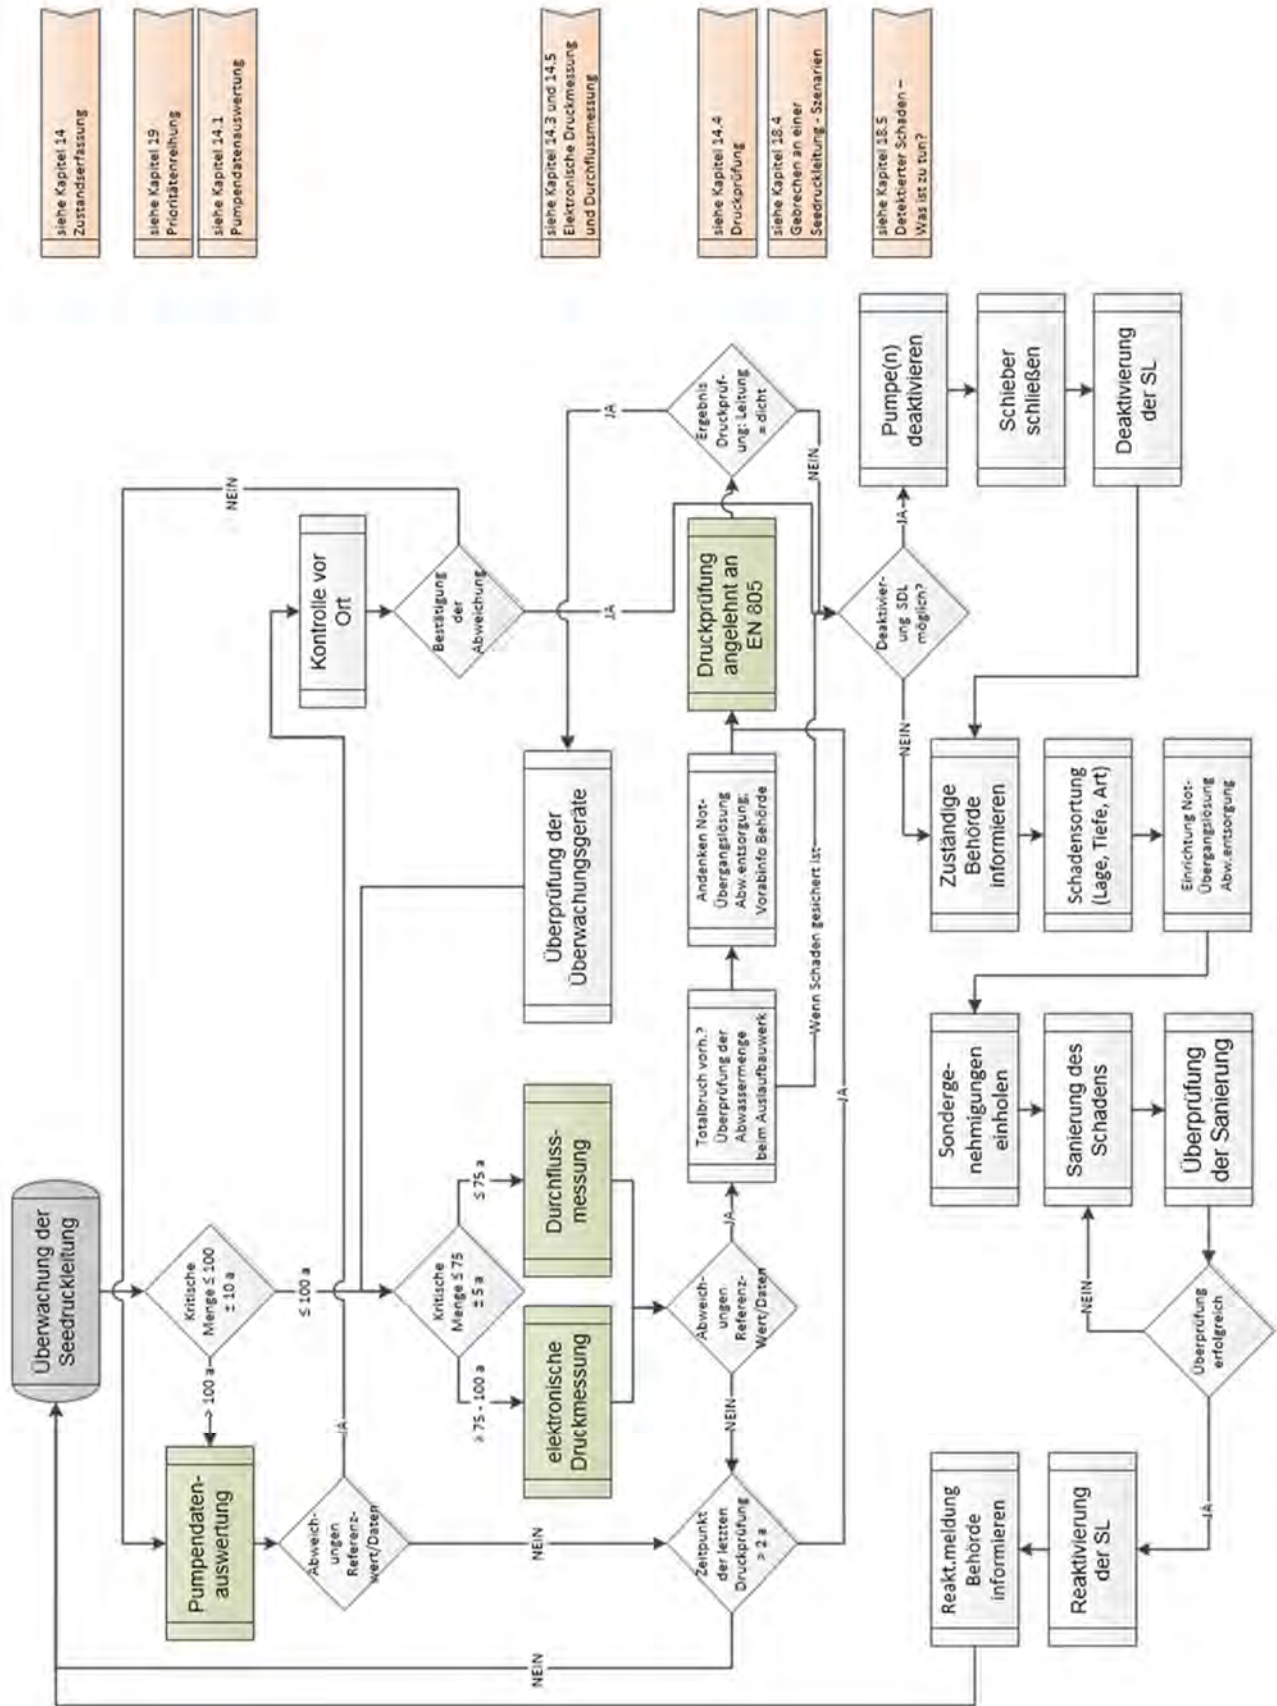 siehe Kapitel 14
Zustandserfassung
siehe Kapitel 19
Prioritätenreihung
siehe Kapitel 14.1
Pumpendatenauswertung
siehe Kapitel 14.3 und 14.5
Elektronische Druckmessung
und Durchflussmessung
siehe Kapitel 14.4
Druckprüfung
siehe Kapitel 18.4
Gebrechen an einer
Seedruckleitung - Szenarien
siehe Kapitel 18.5
Detektierter Schaden –
Was ist zu tun?
Überwachung der
Seedruckleitung
Kritische
Menge ≤ 100
± 10 a
> 100 a
≤ 100 a
Pumpendaten-
auswertung
Abweich-
ungen
Referenz-
wert/Daten
JA
NEIN
Kontrolle vor
Ort
Bestätigung
der
Abweichung
NEIN
JA
Kritische
Menge ≤ 75
± 5 a
≥ 75 - 100 a
≤ 75 a
elektronische
Druckmessung
Durchfluss-
messung
Überprüfung der
Überwachungsgeräte
Abweich-
ungen
Referenz-
Wert/Daten
NEIN
JA
Zeitpunkt
der letzten
Druckprüfung
> 2 a
NEIN
JA
Totalbruch vorh.?
Überprüfung der
Abwassermenge
beim Auslaufbauwerk
Wenn Schaden gesichert ist
Andenken Not-
Übergangslösung
Abw.entsorgung;
Vorabinfo Behörde
Druckprüfung
angelehnt an
EN 805
Ergebnis
Druckprüf-
ung: Leitung
= dicht
JA
NEIN
Deaktivier-
ung SDL
möglich?
JA
NEIN
Pumpe(n)
deaktivieren
Schieber
schließen
Deaktivierung
der SL
Zuständige
Behörde
informieren
Schadensortung
(Lage, Tiefe, Art)
Einrichtung Not-
Übergangslösung
Abw.entsorgung
Sonderge-
nehmigungen
einholen
Sanierung des
Schadens
Überprüfung
der Sanierung
Überprüfung
erfolgreich
NEIN
JA
Reaktivierung
der SL
Reakt.meldung
Behörde
informieren